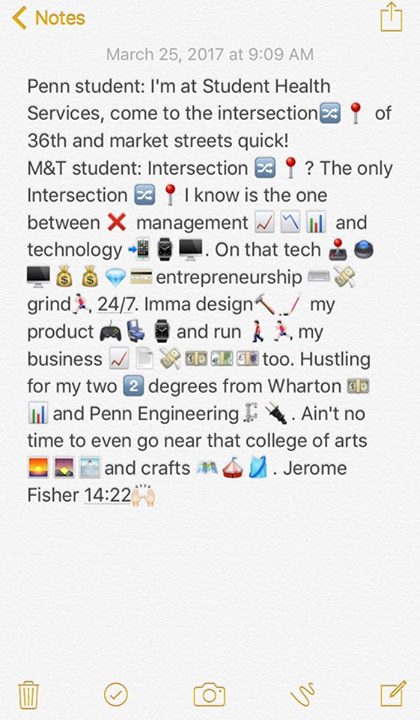 Notes
March 25, 2017 at 9:09 AM
Penn student: I'm at Student Health
Services, come to the intersection🔀📍 of
36th and market streets quick!
M&T student: Intersection 🔀📍? The only
Intersection 🔀📍I know is the one
between ❌ management 📈📉📊 and
technology 📲⌚🖥. On that tech 🕹🖲
🖥💰💰💎💳entrepreneurship ⌨💸
grind🏃, 24/7. Imma design🔨🏒 my
product 🎮💺⌚ and run 🚶🏃 my
business 📈📄💸💵💶💷too. Hustling
for my two 2️⃣ degrees from Wharton 💵
📊 and Penn Engineering🗜🔌. Ain't no
time to even go near that college of arts
🌅🌄🌁and crafts 🗺⛵🎽. Jerome
Fisher 14:22🙌🏻